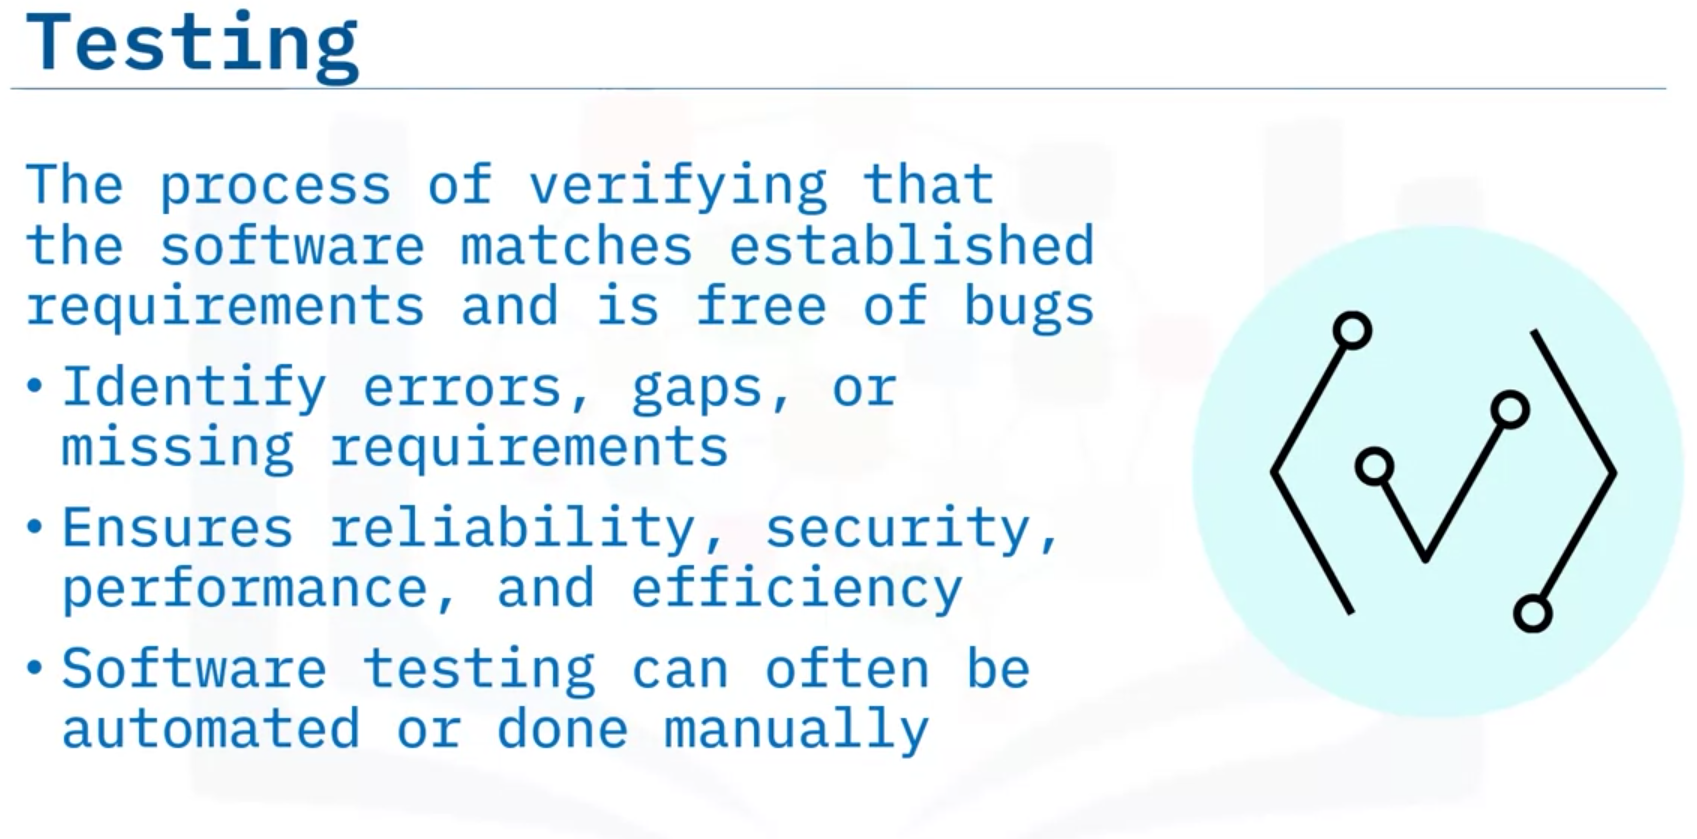 Testing
The process of verifying that
the software matches established
requirements and is free of bugs
• Identify errors, gaps, or
missing requirements
• Ensures reliability, security,
performance, and efficiency
• Software testing can often be
automated or done manually